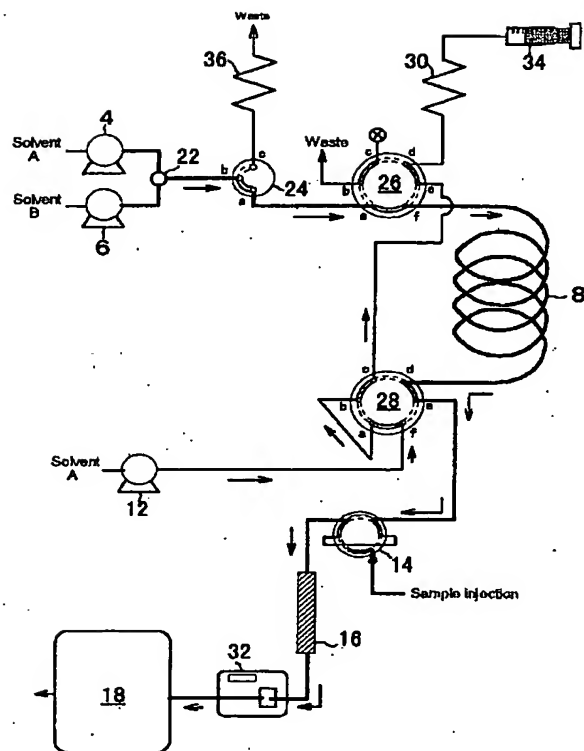 Waste
36
30
34
4
Solvent
A
22
Waste
c
c
d
b
24
b
26
e
a
a
f
Solvent
B
6
8
c
d
b
28
e
a
f
Solvent
A
12
14
Sample injection
16
32
18